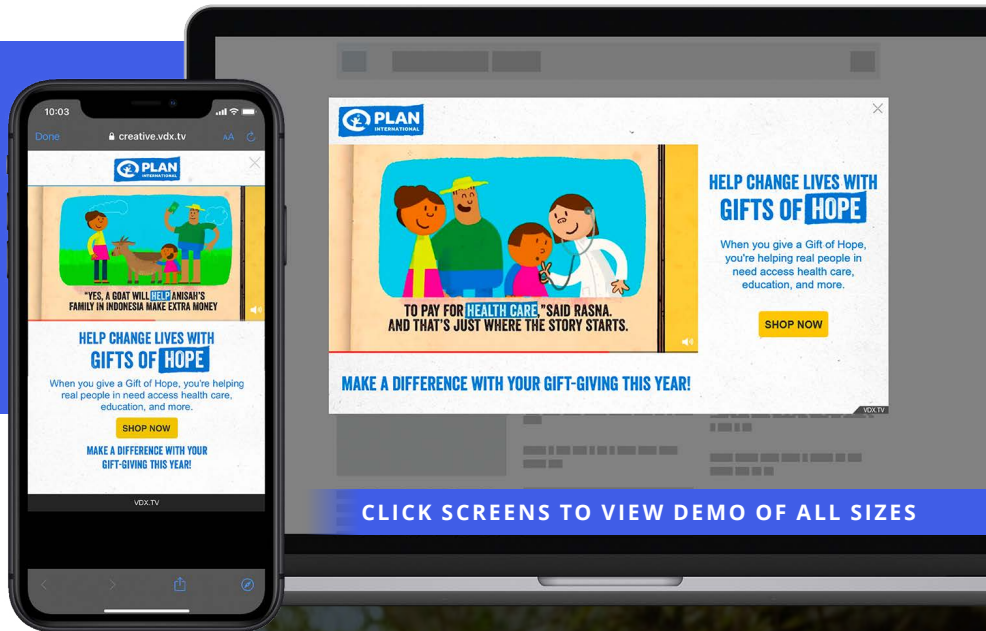 10:03
Done
creative.vdx.tv
AA
PLAN
INTERNATIONAL
"YES, A GOAT WILL HELP ANISAH'S
FAMILY IN INDONESIA MAKE EXTRA MONEY
HELP CHANGE LIVES WITH
GIFTS OF HOPE
When you give a Gift of Hope, you're helping
real people in need access health care,
education, and more.
SHOP NOW
MAKE A DIFFERENCE WITH YOUR
GIFT-GIVING THIS YEAR!
VDX.TV
PLAN
INTERNATIONAL
TO PAY FOR HEALTH CARE," SAID RASNA.
AND THAT'S JUST WHERE THE STORY STARTS.
MAKE A DIFFERENCE WITH YOUR GIFT-GIVING THIS YEAR!
HELP CHANGE LIVES WITH
GIFTS OF HOPE
When you give a Gift of Hope,
you're helping real people in
need access health care,
education, and more.
SHOP NOW
VDX.TV
CLICK SCREENS TO VIEW DEMO OF ALL SIZES